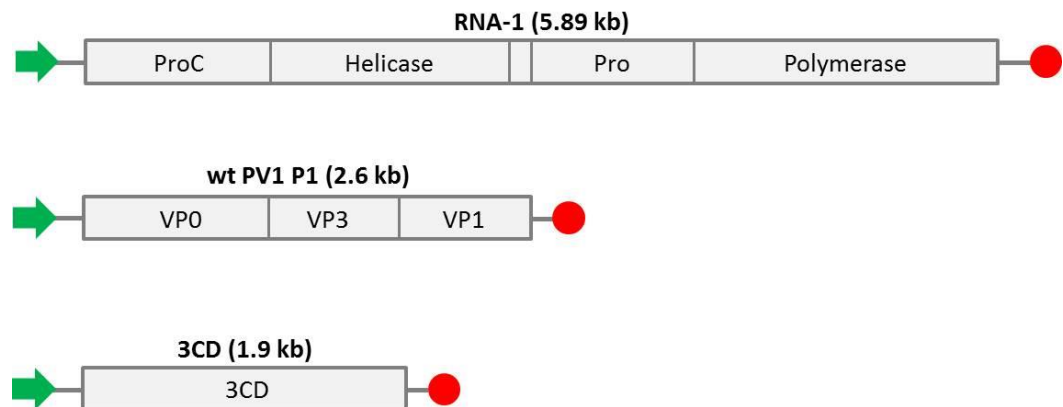 RNA-1 (5.89 kb)
ProC Helicase Pro Polymerase
wt PV1 P1 (2.6 kb)
VP0 VP3 VP1
3CD (1.9 kb)
3CD